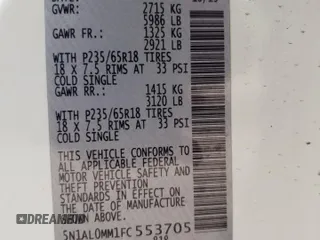 GVWR: 2715 KG
5986 LB
GAWR FR.: 1325 KG
2921 LB
WITH P235/65R18 TIRES
18 X 7.5 RIMS AT 33 PSI
COLD SINGLE
GAWR RR.: 1415 KG
3120 LB
WITH P235/65R18 TIRES
18 X 7.5 RIMS AT 33 PSI
COLD SINGLE
THIS VEHICLE CONFORMS TO
ALL APPLICABLE FEDERAL
MOTOR VEHICLE SAFETY AND
THEFT PREVENTION
STANDARDS IN EFFECT ON
THE DATE OF MANUFACTURE
SHOWN ABOVE.
5N1AL0MM1FC553705
© iDREAMCAR